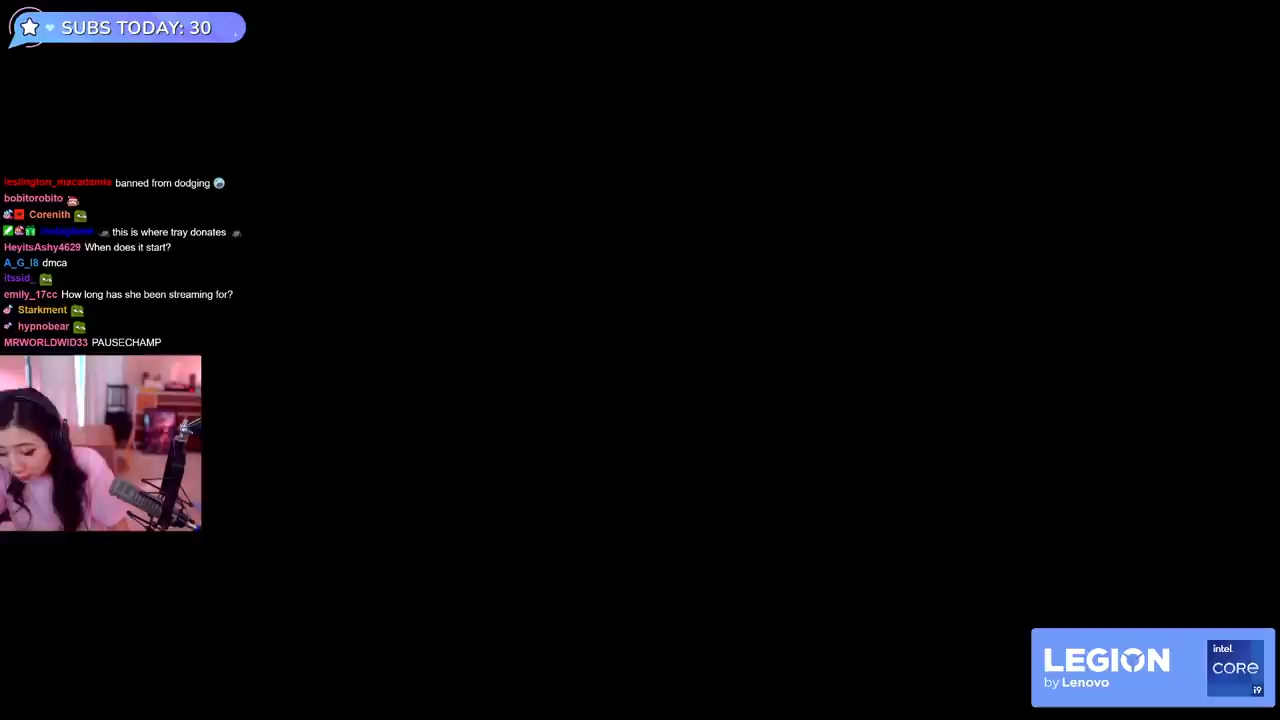 SUBS TODAY: 30
leslington_macadamia banned from dodging
bobitorobito
Corenith
this is where tray donates
HeyitsAshy4629 When does it start?
A_G_I8 dmca
itssid_
emily_17cc How long has she been streaming for?
Starkment
hypnobear
MRWORLDWID33 PAUSECHAMP
LEGION
by Lenovo
intel.
CORE
i9